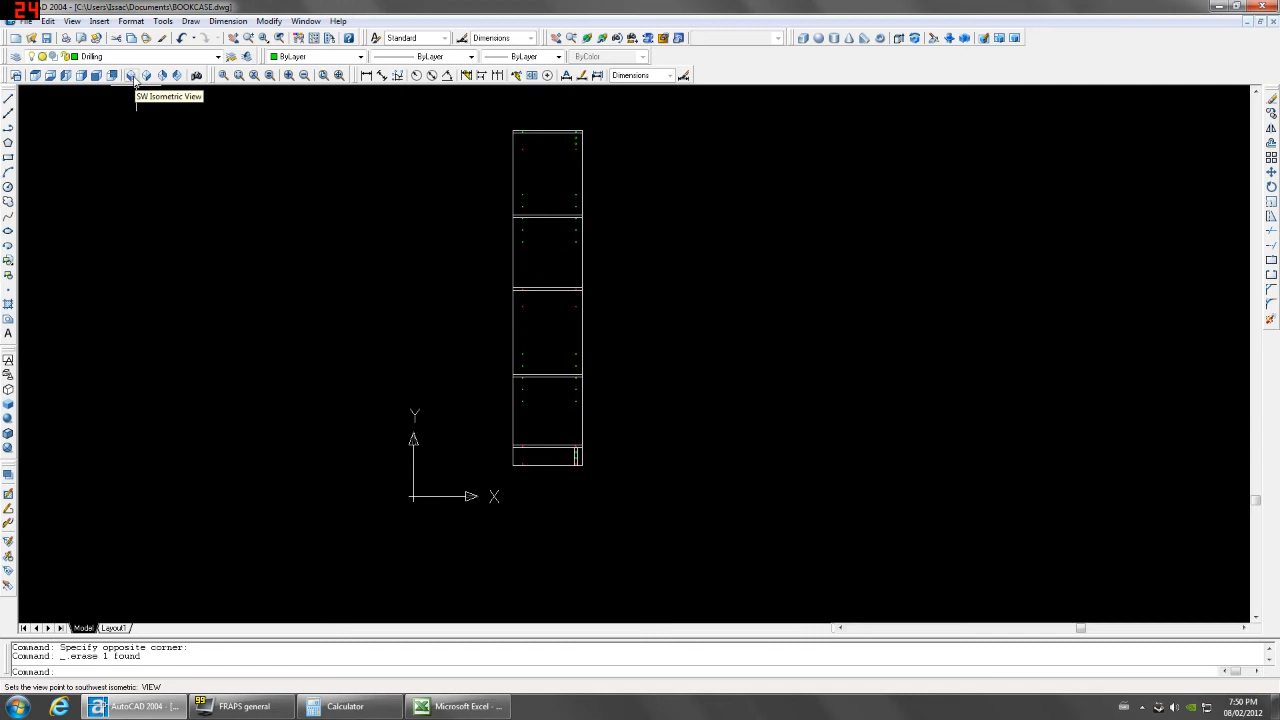 24
AD 2004 - [C:\Users\Issac\Documents\BOOKCASE.dwg]
File Edit View Insert Format Tools Draw Dimension Modify Window Help
Standard Dimensions
Drilling ByLayer ByLayer ByLayer ByColor
Dimensions
SW Isometric View
Y
X
A
Model Layout1
Command: Specify opposite corner:
Command: _.erase 1 found
Command:
Sets the view point to southwest isometric: VIEW
AutoCAD 2004 - [... 99 FRAPS general Calculator Microsoft Excel - ... 7:50 PM
08/02/2012